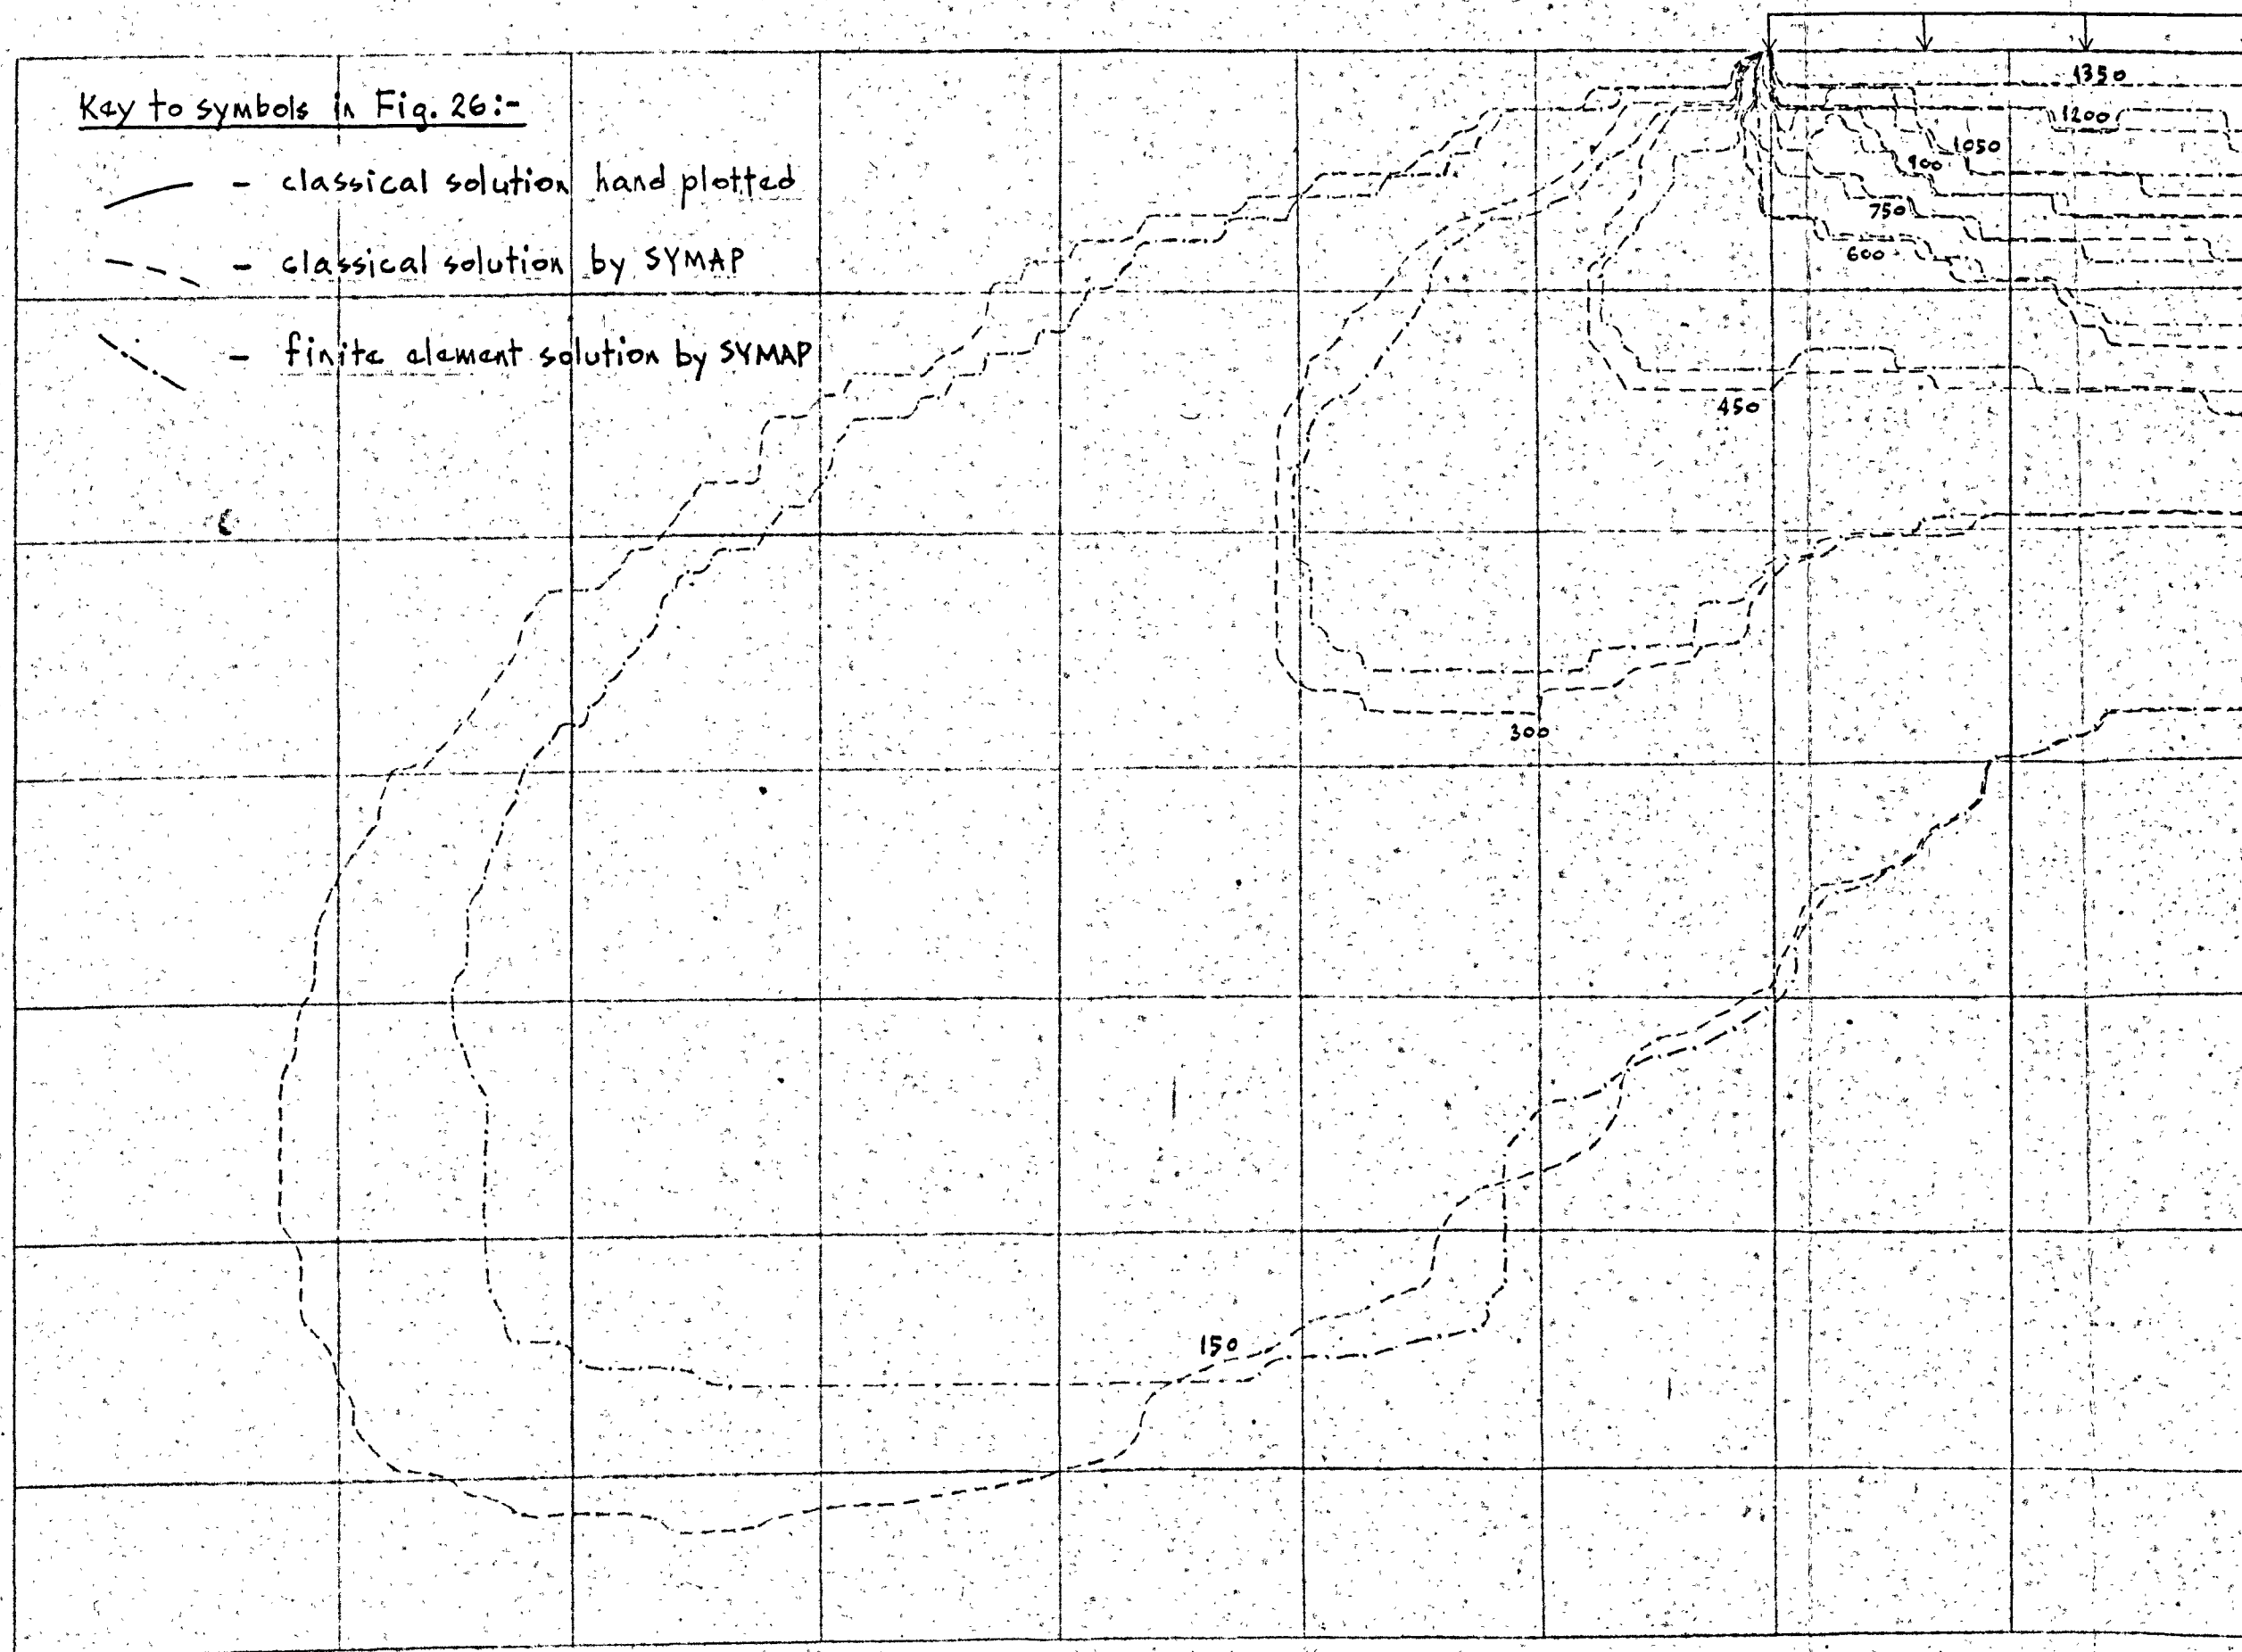 Key to symbols in Fig. 26:-
- classical solution hand plotted
- classical solution by SYMAP
- finite element solution by SYMAP
1350
1200
1050
900
750
600
450
300
150